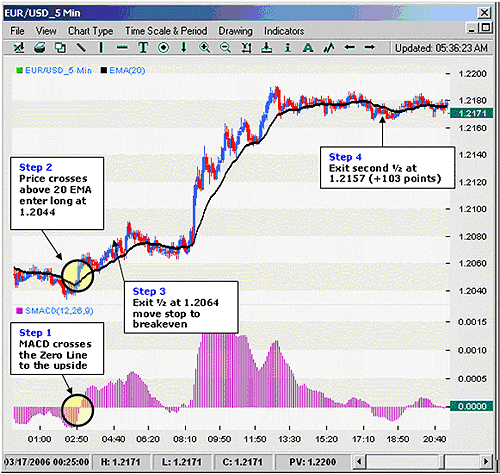 EUR/USD_5 Min
File View Chart Type Time Scale & Period Drawing Indicators
Updated: 05:36:23 AM
EUR/USD_5 Min EMA(20)
1.2200
1.2180
1.2171
1.2160
1.2140
1.2120
1.2100
1.2080
1.2060
1.2040
Step 4
Exit second ½ at
1.2157 (+103 points)
Step 2
Price crosses
above 20 EMA
enter long at
1.2044
Step 3
Exit ½ at 1.2064
move stop to
breakeven
SMACD(12,26,9)
Step 1
MACD crosses
the Zero Line
to the upside
0.0015
0.0010
0.0005
0.0000
01:00 02:50 04:40 06:20 08:10 09:50 11:50 13:30 15:20 17:10 18:50 20:40
03/17/2006 00:25:00 H: 1.2171 L: 1.2171 C: 1.2171 PV: 1.2200